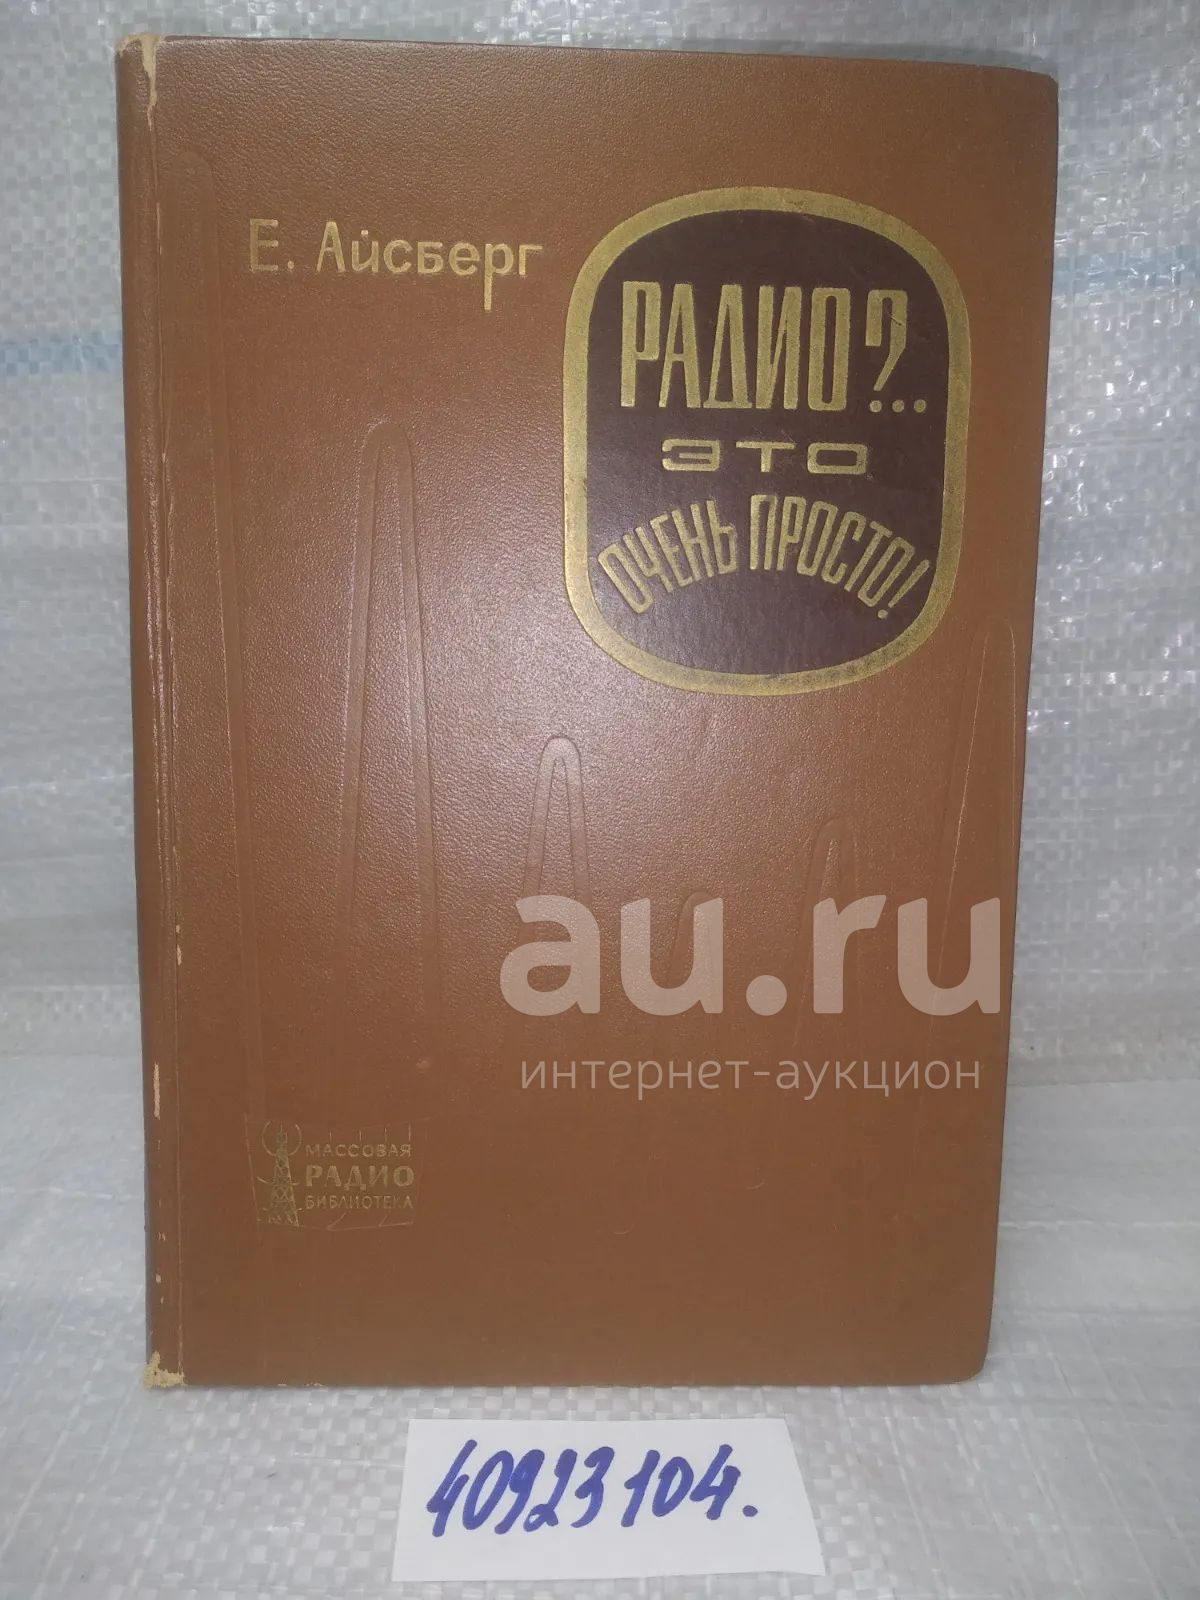 Е. Айсберг
РАДИО?..
ЭТО
ОЧЕНЬ ПРОСТО!
au.ru
интернет-аукцион
МАССОВАЯ
РАДИО
БИБЛИОТЕКА
40923104.